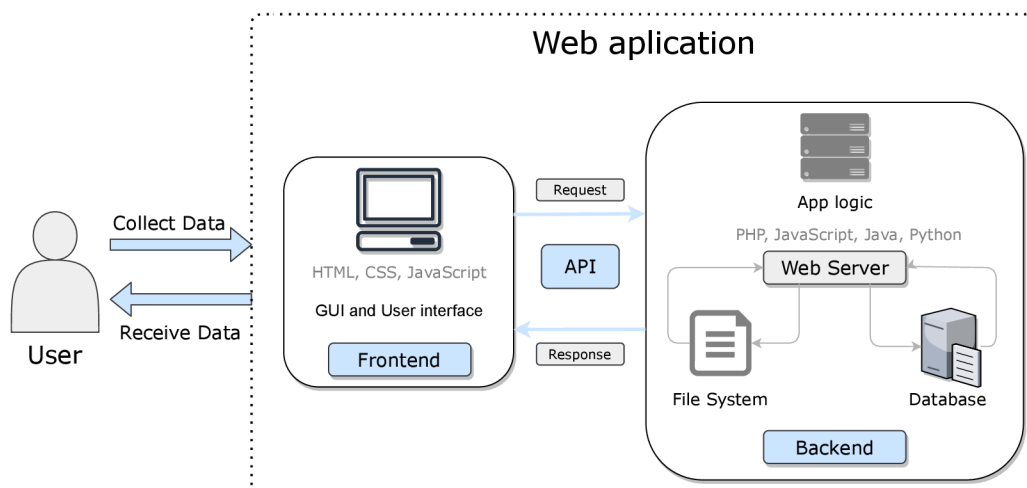 Web aplication
Collect Data
Receive Data
User
HTML, CSS, JavaScript
GUI and User interface
Frontend
Request
API
Response
App logic
PHP, JavaScript, Java, Python
Web Server
File System
Database
Backend